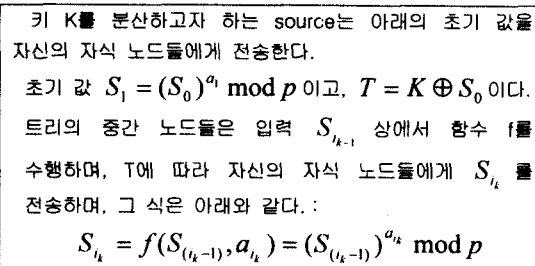 키 K를 분산하고자 하는 source는 아래의 초기 값을
자신의 자식 노드들에게 전송한다.
초기 값 S_1 = (S_0)^{a_1} mod p 이고, T = K ⊕ S_0 이다.
트리의 중간 노드들은 입력 S_{i_{k-1}} 상에서 함수 f를
수행하며, T에 따라 자신의 자식 노드들에게 S_{i_k} 를
전송하며, 그 식은 아래와 같다. :
S_{i_k} = f(S_{(i_k-1)}, a_{i_k}) = (S_{(i_k-1)})^{a_{i_k}} mod p